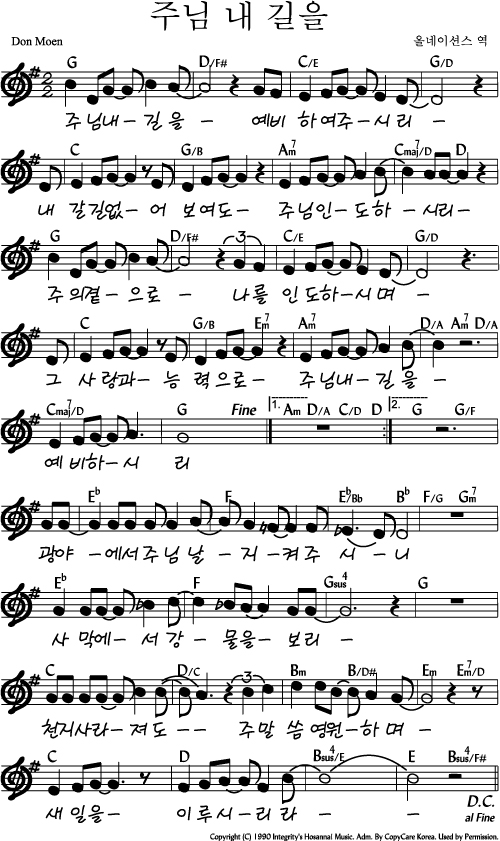 주님 내 길을
Don Moen 올네이션스 역
G D/F# C/E G/D
주님내- 길을- 예비 하여주- 시리-
C G/B Am7 Cmaj7/D D
내 갈길없- 어 보여도- 주님인- 도하- 시리-
G D/F# 3 C/E G/D
주의곁- 으로- 나를 인도하-시며-
C G/B Em7 Am7 D/A Am7 D/A
그 사랑과- 능력으로- 주님내- 길을-
Cmaj7/D G Fine 1. Am D/A C/D D 2. G G/F
예비하-시 리
Eb F Eb/Bb Bb F/G Gm7
광야 -에서주님날- 지-켜주 시-니
Eb F Gsus4 G
사막에- 서강- 물을- 보리-
C D/C 3 Bm B/D# Em Em7/D
천지사라- 져도-- 주말 씀영원-하며-
C D Bsus4/E E Bsus4/F#
새일을- 이루시-리라- -
D.C.
al Fine
Copyright (C) 1990 Integrity's Hosanna! Music. Adm. By CopyCare Korea. Used by Permission.